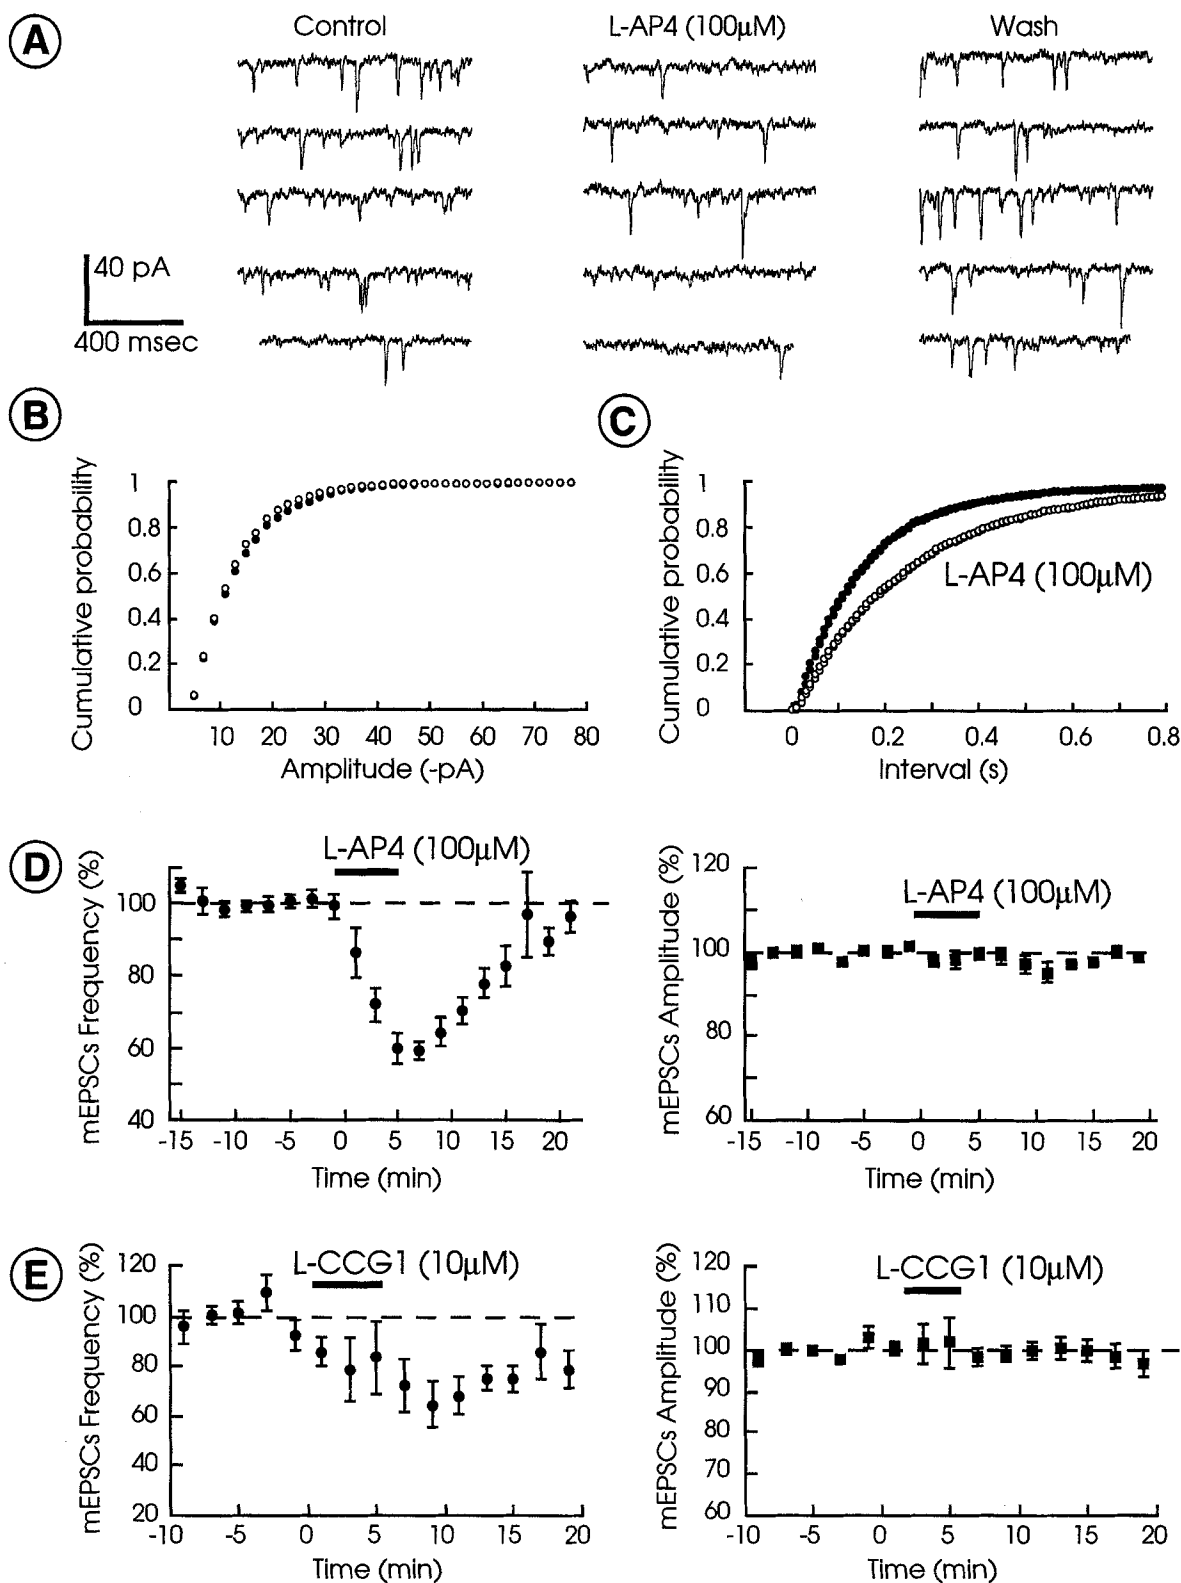 A
Control
L-AP4 (100µM)
Wash
40 pA
400 msec
B
Cumulative probability
1
0.8
0.6
0.4
0.2
0
10 20 30 40 50 60 70 80
Amplitude (-pA)
C
Cumulative probability
1
0.8
0.6
0.4
0.2
0
L-AP4 (100µM)
0 0.2 0.4 0.6 0.8
Interval (s)
D
mEPSCs Frequency (%)
L-AP4 (100µM)
100
80
60
40
-15 -10 -5 0 5 10 15 20
Time (min)
mEPSCs Amplitude (%)
120
L-AP4 (100µM)
100
80
60
-15 -10 -5 0 5 10 15 20
Time (min)
E
mEPSCs Frequency (%)
L-CCG1 (10µM)
120
100
80
60
40
20
-10 -5 0 5 10 15 20
Time (min)
mEPSCs Amplitude (%)
L-CCG1 (10µM)
120
110
100
90
80
70
60
-10 -5 0 5 10 15 20
Time (min)